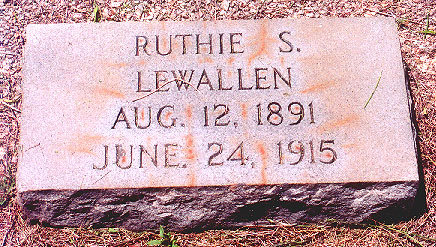 RUTHIE S.
LEWALLEN
AUG. 12, 1891
JUNE. 24, 1915